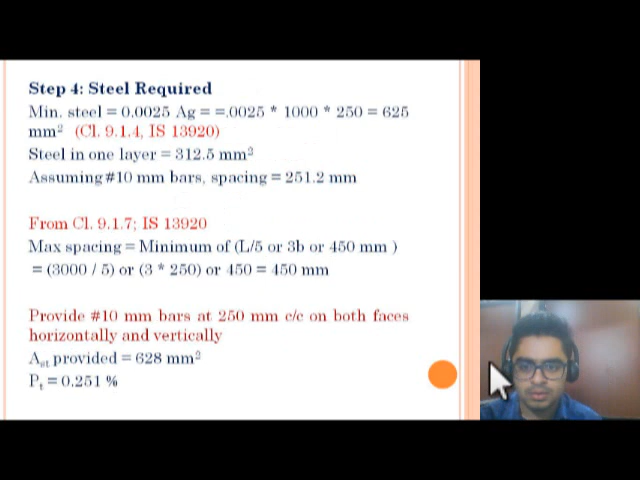 Step 4: Steel Required
Min. steel = 0.0025 Ag = =.0025 * 1000 * 250 = 625
mm² (Cl. 9.1.4, IS 13920)
Steel in one layer = 312.5 mm²
Assuming #10 mm bars, spacing = 251.2 mm
From Cl. 9.1.7; IS 13920
Max spacing = Minimum of (L/5 or 3b or 450 mm )
= (3000 / 5) or (3 * 250) or 450 = 450 mm
Provide #10 mm bars at 250 mm c/c on both faces
horizontally and vertically
Ast provided = 628 mm²
Pt = 0.251 %